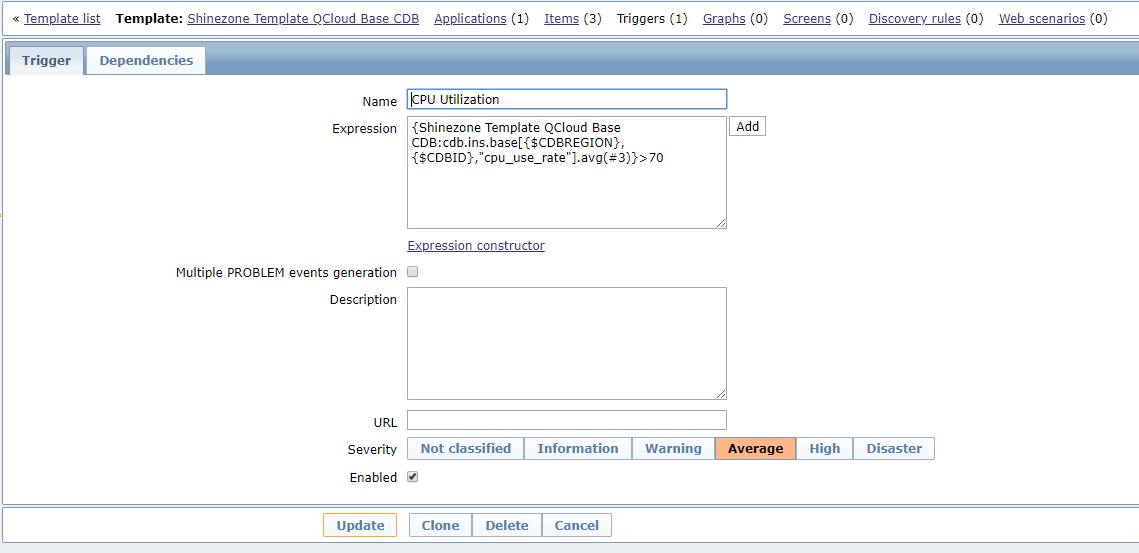 « Template list Template: Shinezone Template QCloud Base CDB Applications (1) Items (3) Triggers (1) Graphs (0) Screens (0) Discovery rules (0) Web scenarios (0)
Trigger Dependencies
Name CPU Utilization
Expression {Shinezone Template QCloud Base Add
CDB:cdb.ins.base[{$CDBREGION},
{$CDBID},"cpu_use_rate"].avg(#3)}>70
Expression constructor
Multiple PROBLEM events generation
Description
URL
Severity Not classified Information Warning Average High Disaster
Enabled
Update Clone Delete Cancel